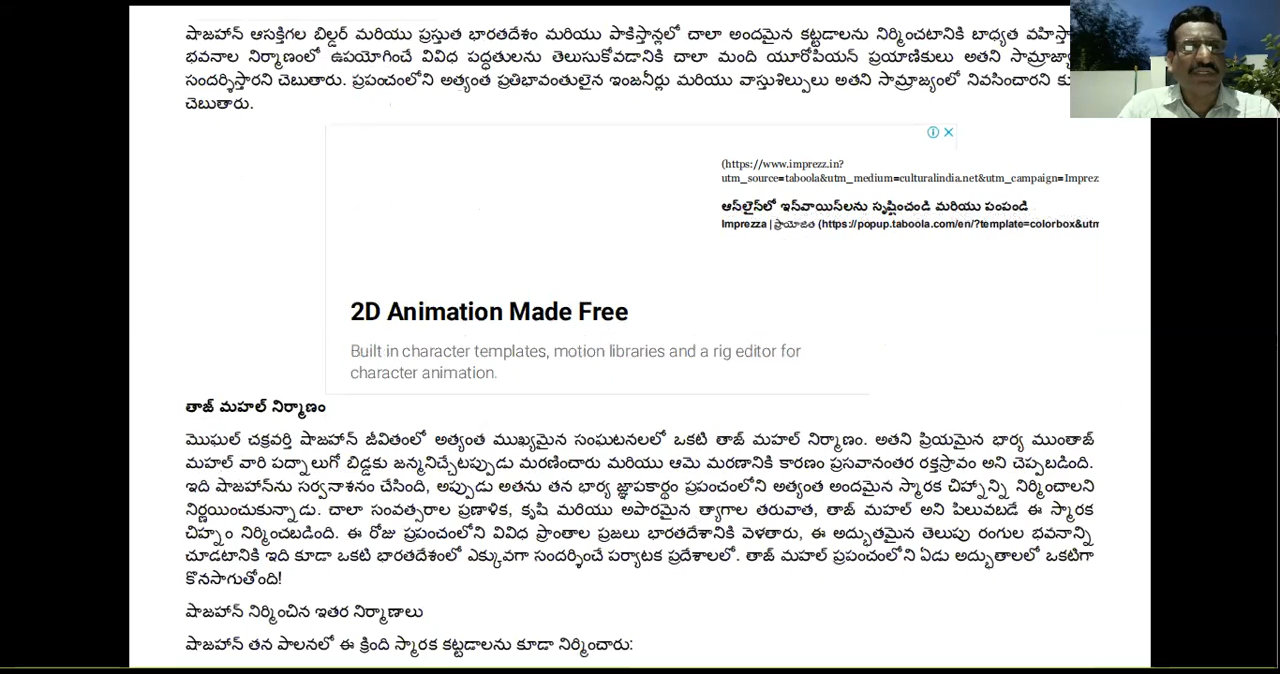 షాజహాన్ ఆసక్తిగల బిల్డర్ మరియు ప్రస్తుత భారతదేశం మరియు పాకిస్తాన్లలో చాలా అందమైన కట్టడాలను నిర్మించటానికి బాధ్యత
భవనాల నిర్మాణంలో ఉపయోగించే వివిధ పద్ధతులను తెలుసుకోవడానికి చాలా మంది యూరోపియన్ ప్రయాణికులు అతని
సందర్శిస్తారని చెబుతారు. ప్రపంచంలోని అత్యంత ప్రతిభావంతులైన ఇంజనీర్లు మరియు వాస్తుశిల్పులు అతని సామ్రాజ్యంలో నివసించారని
చెబుతారు.
(https://www.imprezz.in?
utm_source=taboola&utm_medium=culturalindia.net&utm_campaign=Imprez
ఆన్‌లైన్‌లో ఇన్‌వాయిస్‌లను సృష్టించండి మరియు పంపండి
Imprezza | ప్రాయోజిత (https://popup.taboola.com/en/?template=colorbox&utm
2D Animation Made Free
Built in character templates, motion libraries and a rig editor for
character animation.
తాజ్ మహల్ నిర్మాణం
మొఘల్ చక్రవర్తి షాజహాన్ జీవితంలో అత్యంత ముఖ్యమైన సంఘటనలలో ఒకటి తాజ్ మహల్ నిర్మాణం. అతని ప్రియమైన భార్య ముంతాజ్
మహల్ వారి పద్నాలుగో బిడ్డకు జన్మనిచ్చేటప్పుడు మరణించారు మరియు ఆమె మరణానికి కారణం ప్రసవానంతర రక్తస్రావం అని చెప్పబడింది.
ఇది షాజహాన్‌ను సర్వనాశనం చేసింది, అప్పుడు అతను తన భార్య జ్ఞాపకార్థం ప్రపంచంలోని అత్యంత అందమైన స్మారక చిహ్నాన్ని నిర్మించాలని
నిర్ణయించుకున్నాడు. చాలా సంవత్సరాల ప్రణాళిక, కృషి మరియు అపారమైన త్యాగాల తరువాత, తాజ్ మహల్ అని పిలువబడే ఈ స్మారక
చిహ్నం నిర్మించబడింది. ఈ రోజు ప్రపంచంలోని వివిధ ప్రాంతాల ప్రజలు భారతదేశానికి వెళతారు, ఈ అద్భుతమైన తెలుపు రంగుల భవనాన్ని
చూడటానికి ఇది కూడా ఒకటి భారతదేశంలో ఎక్కువగా సందర్శించే పర్యాటక ప్రదేశాలలో. తాజ్ మహల్ ప్రపంచంలోని ఏడు అద్భుతాలలో ఒకటిగా
కొనసాగుతోంది!
షాజహాన్ నిర్మించిన ఇతర నిర్మాణాలు
షాజహాన్ తన పాలనలో ఈ క్రింది స్మారక కట్టడాలను కూడా నిర్మించారు: